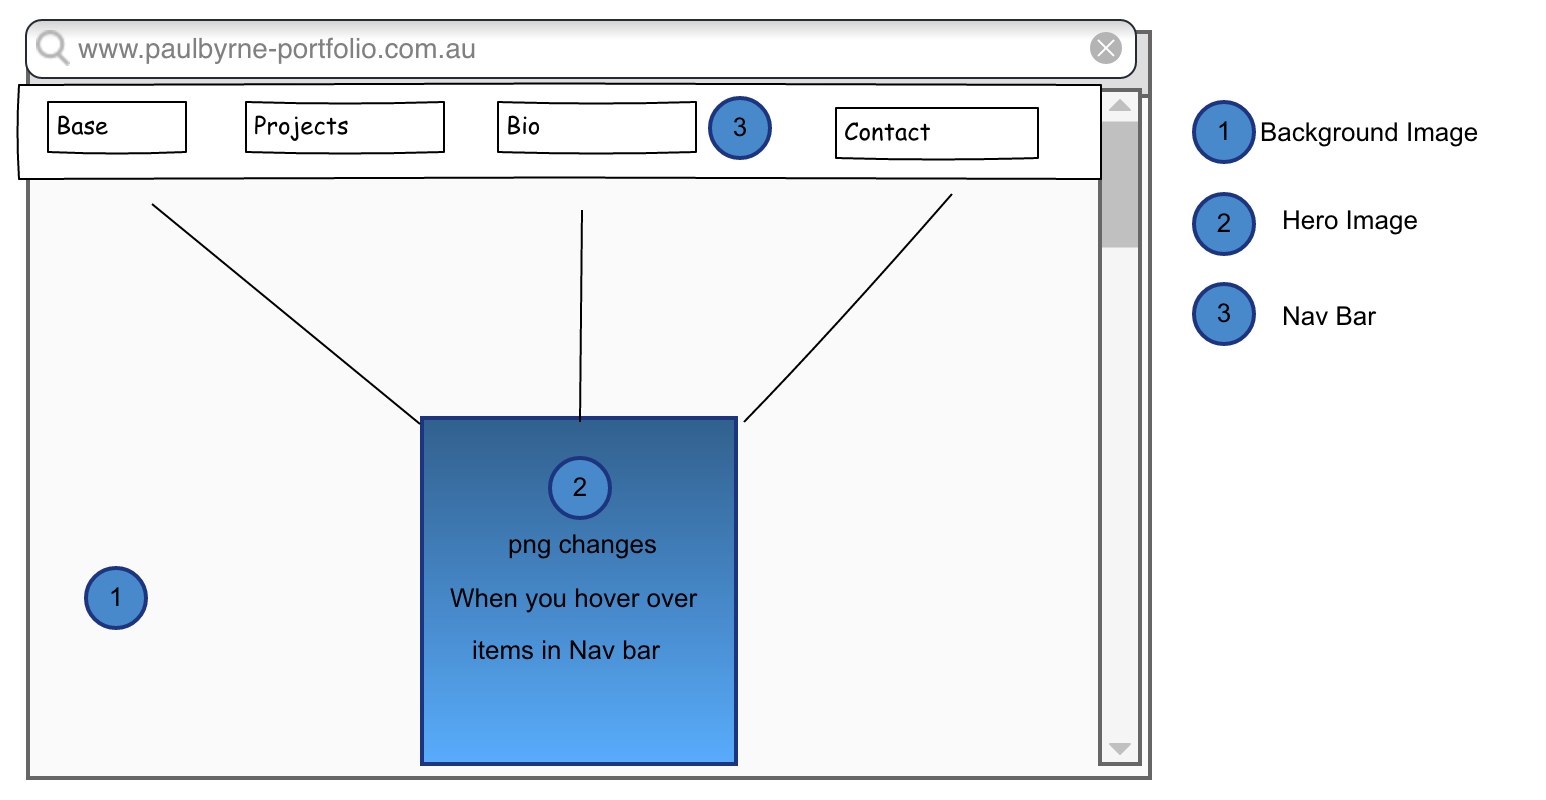 www.paulbyrne-portfolio.com.au
Base
Projects
Bio
3
Contact
1
Background Image
2
Hero Image
3
Nav Bar
2
png changes
When you hover over
items in Nav bar
1